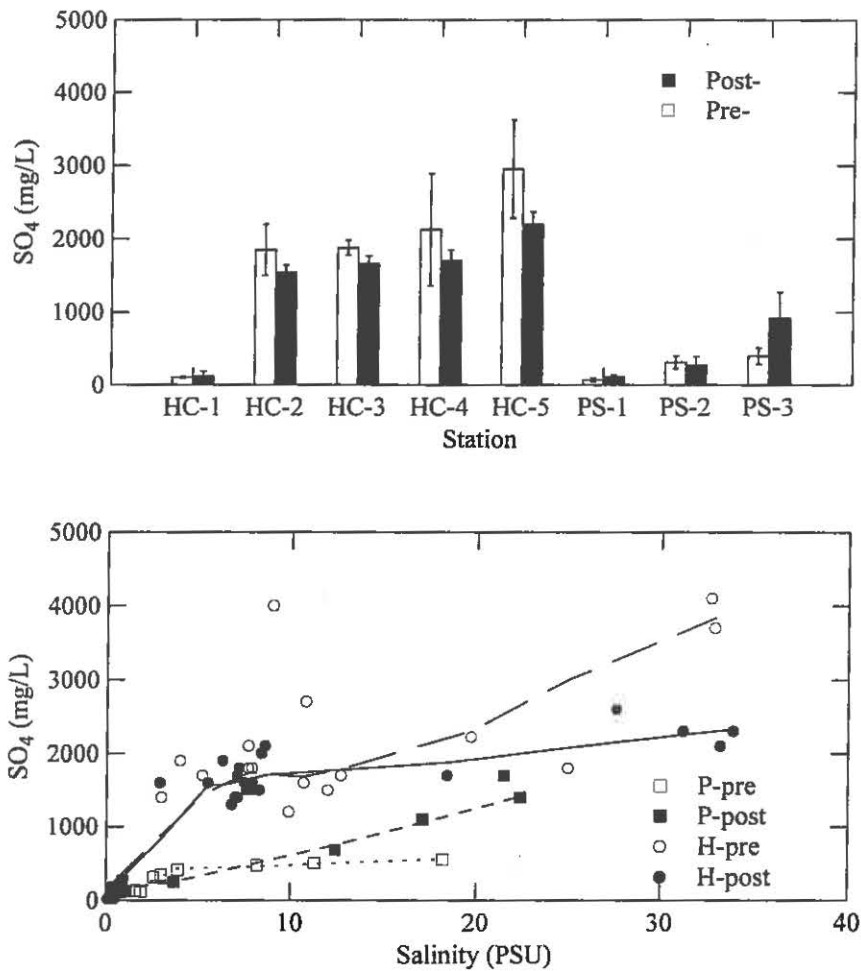 5000
4000
3000
2000
1000
0
SO4 (mg/L)
Post-
Pre-
HC-1 HC-2 HC-3 HC-4 HC-5 PS-1 PS-2 PS-3
Station
5000
4000
3000
2000
1000
0
SO4 (mg/L)
P-pre
P-post
H-pre
H-post
0 10 20 30 40
Salinity (PSU)